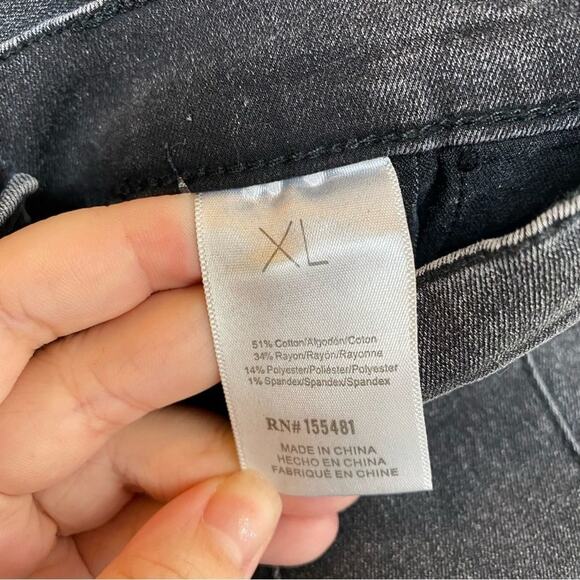 XL
51% Cotton/Algodón/Coton
34% Rayon/Rayón/Rayonne
14% Polyester/Poliéster/Polyester
1% Spandex/Spandex/Spandex
RN# 155481
MADE IN CHINA
HECHO EN CHINA
FABRIQUÉ EN CHINE